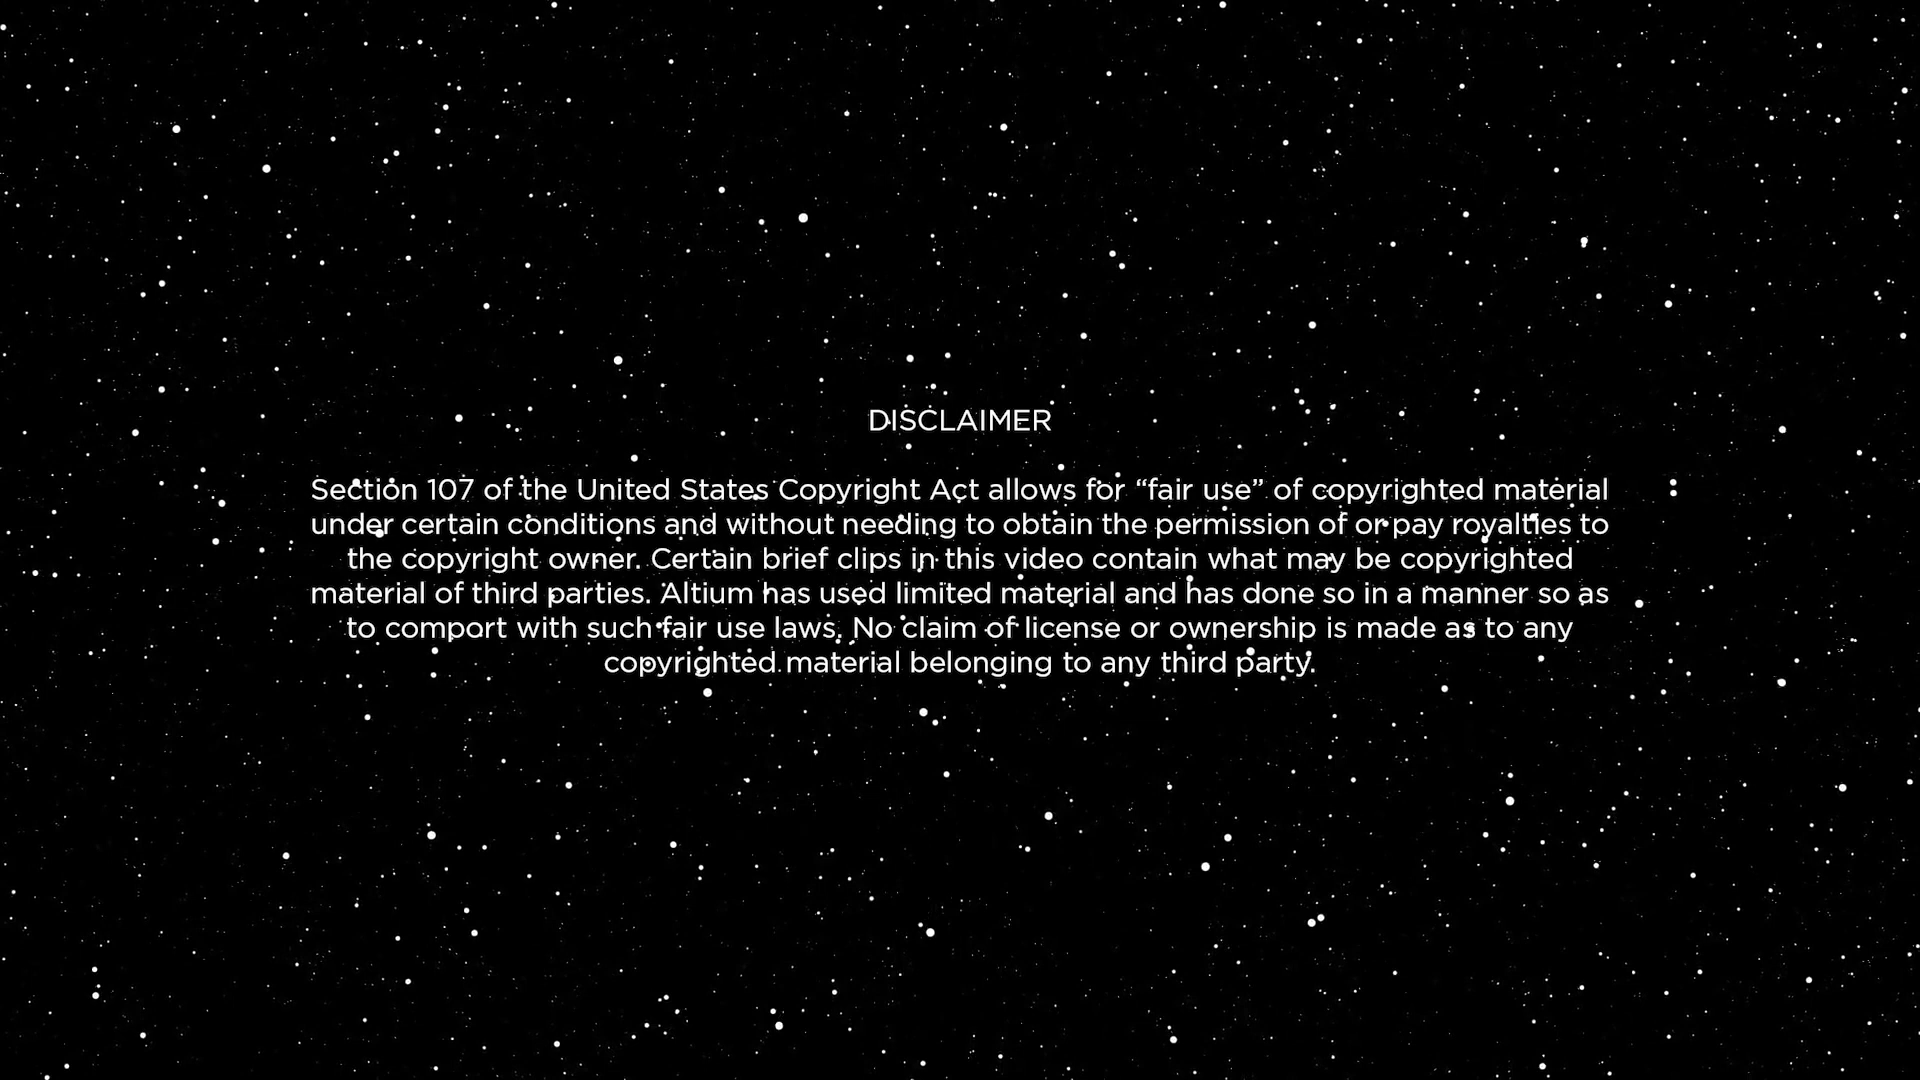 DISCLAIMER
Section 107 of the United States Copyright Act allows for “fair use” of copyrighted material
under certain conditions and without needing to obtain the permission of or pay royalties to
the copyright owner. Certain brief clips in this video contain what may be copyrighted
material of third parties. Altium has used limited material and has done so in a manner so as
to comport with such fair use laws. No claim of license or ownership is made as to any
copyrighted material belonging to any third party.